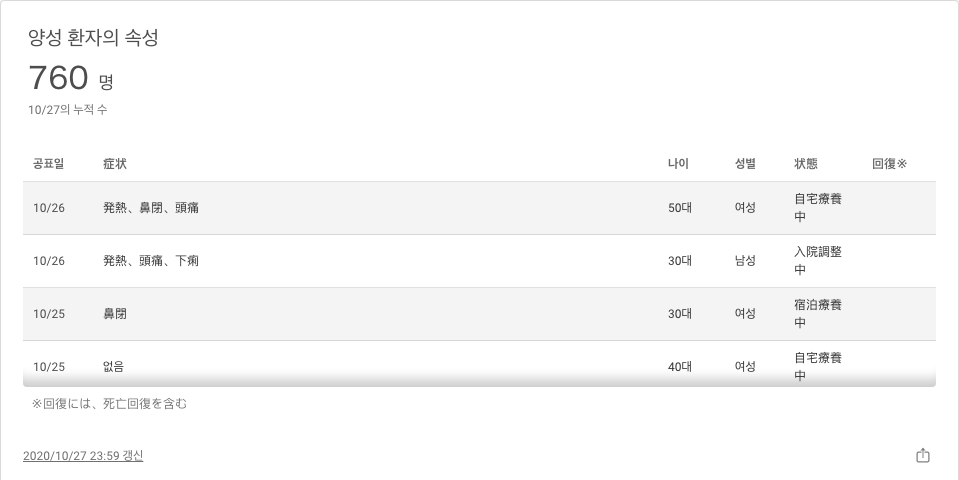 양성 환자의 속성
760 명
10/27의 누적 수
공표일 症状 나이 성별 状態 回復※
10/26 発熱、鼻閉、頭痛 50대 여성 自宅療養中
10/26 発熱、頭痛、下痢 30대 남성 入院調整中
10/25 鼻閉 30대 여성 宿泊療養中
10/25 없음 40대 여성 自宅療養中
※回復には、死亡回復を含む
2020/10/27 23:59 갱신